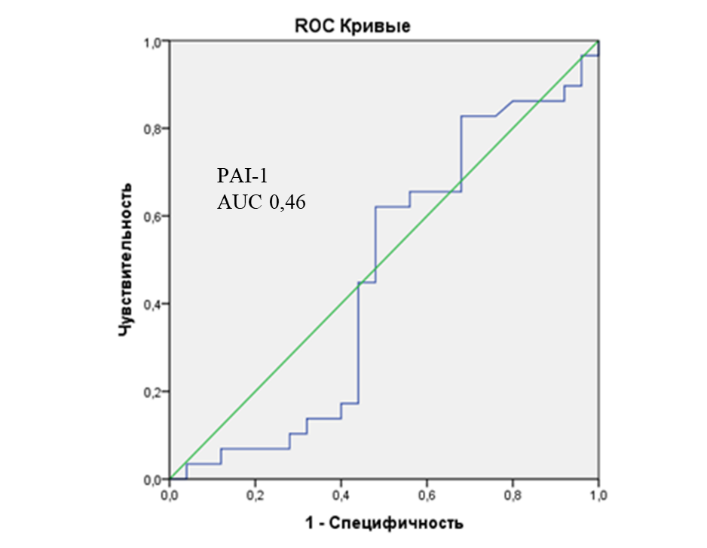 ROC Кривые
1,0
0,8
0,6
0,4
0,2
0,0
PAI-1
AUC 0,46
Чувствительность
0,0 0,2 0,4 0,6 0,8 1,0
1 - Специфичность